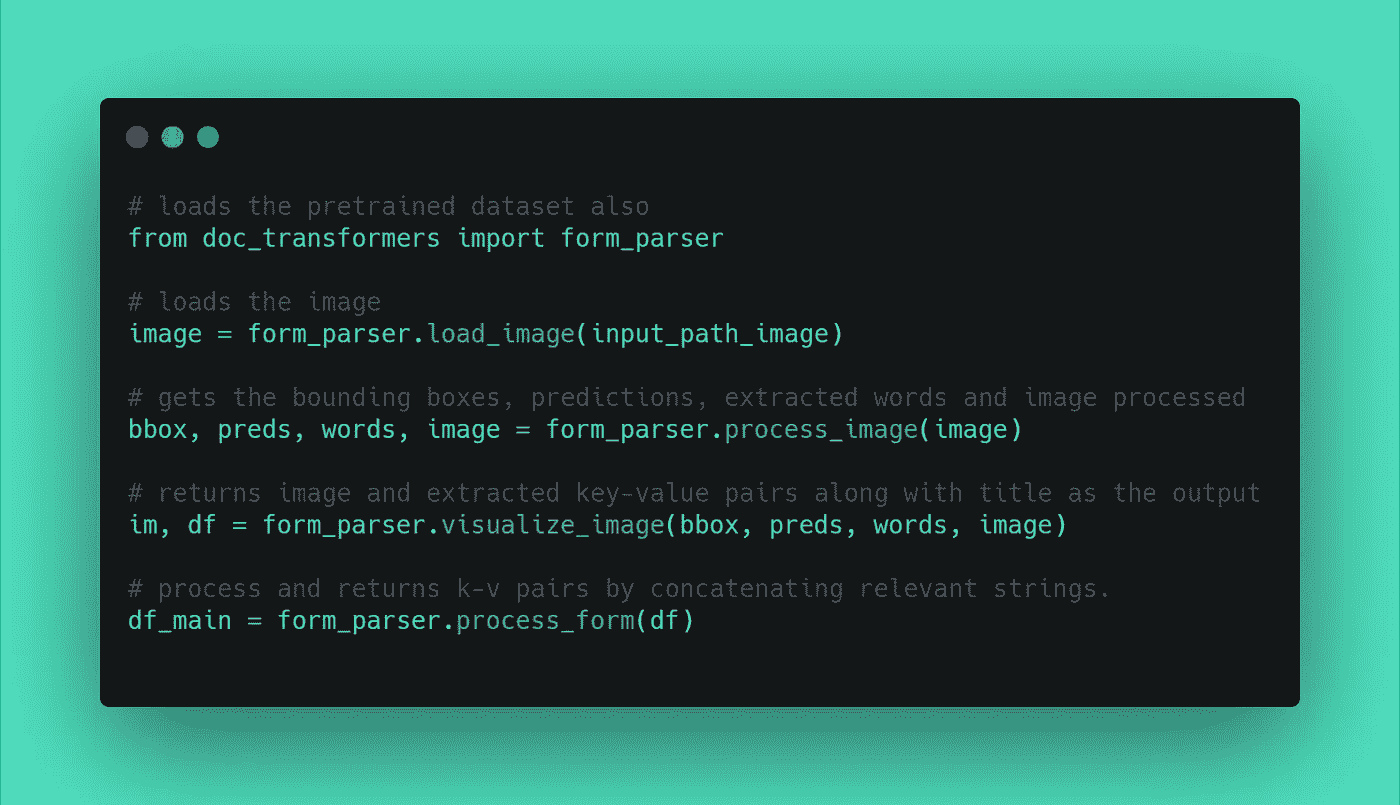 # loads the pretrained dataset also
from doc_transformers import form_parser
# loads the image
image = form_parser.load_image(input_path_image)
# gets the bounding boxes, predictions, extracted words and image processed
bbox, preds, words, image = form_parser.process_image(image)
# returns image and extracted key-value pairs along with title as the output
im, df = form_parser.visualize_image(bbox, preds, words, image)
# process and returns k-v pairs by concatenating relevant strings.
df_main = form_parser.process_form(df)